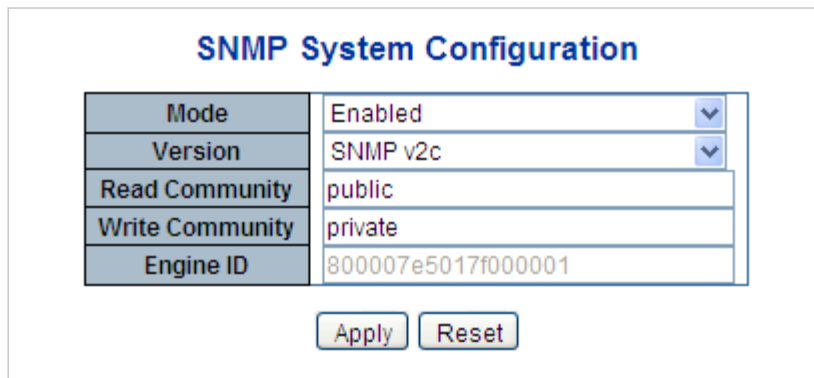 SNMP System Configuration
Mode Enabled
Version SNMP v2c
Read Community public
Write Community private
Engine ID 800007e5017f000001
Apply Reset